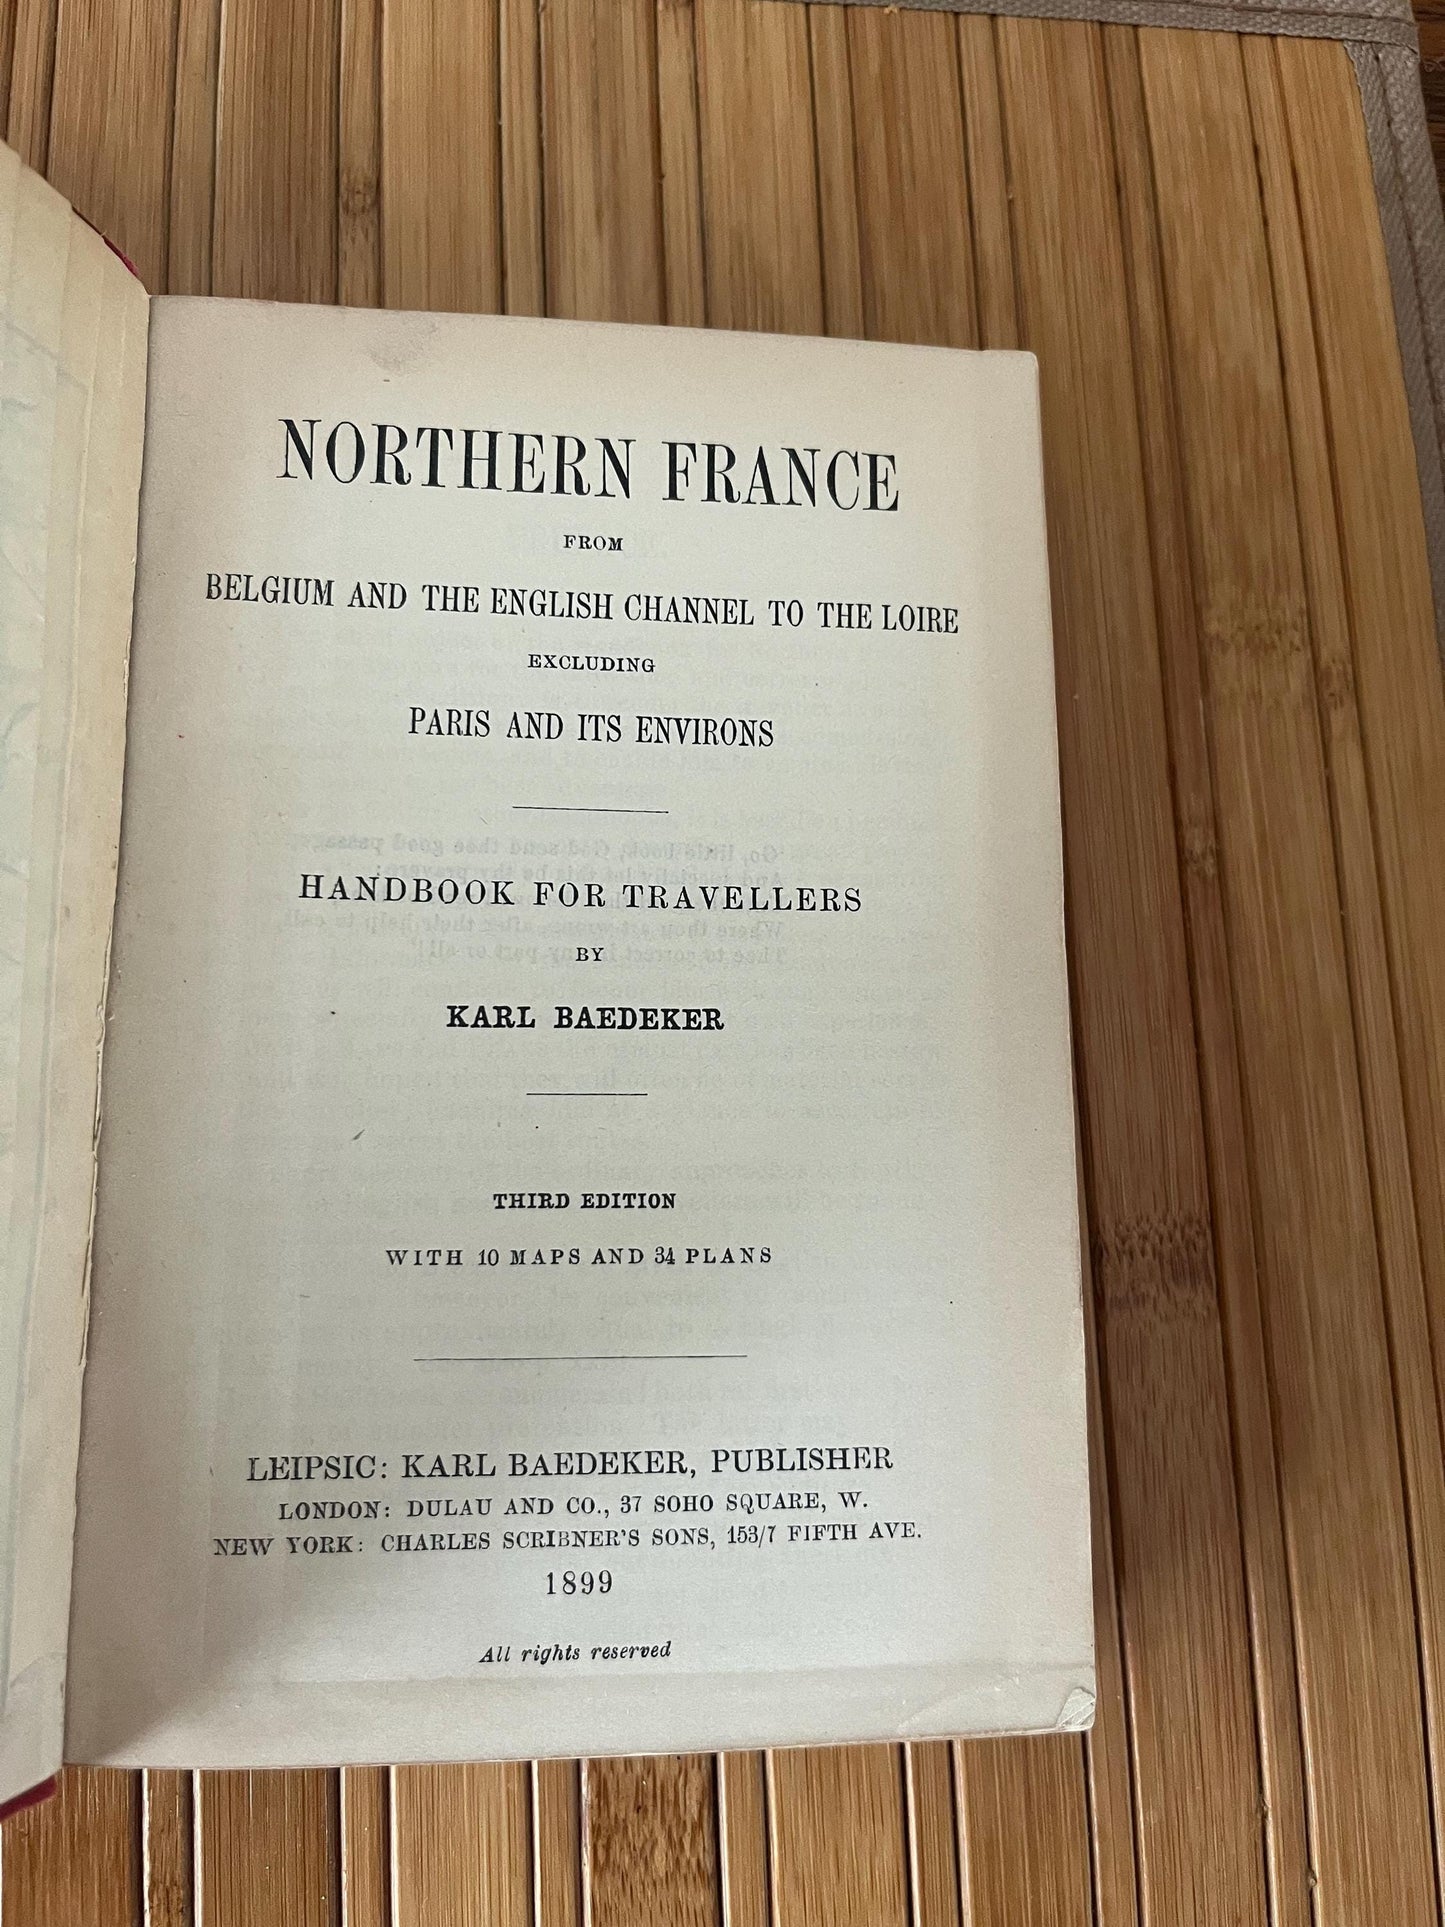 NORTHERN FRANCE
FROM
BELGIUM AND THE ENGLISH CHANNEL TO THE LOIRE
EXCLUDING
PARIS AND ITS ENVIRONS
HANDBOOK FOR TRAVELLERS
BY
KARL BAEDEKER
THIRD EDITION
WITH 10 MAPS AND 34 PLANS
LEIPSIC: KARL BAEDEKER, PUBLISHER
LONDON: DULAU AND CO., 37 SOHO SQUARE, W.
NEW YORK: CHARLES SCRIBNER'S SONS, 153/7 FIFTH AVE.
1899
All rights reserved